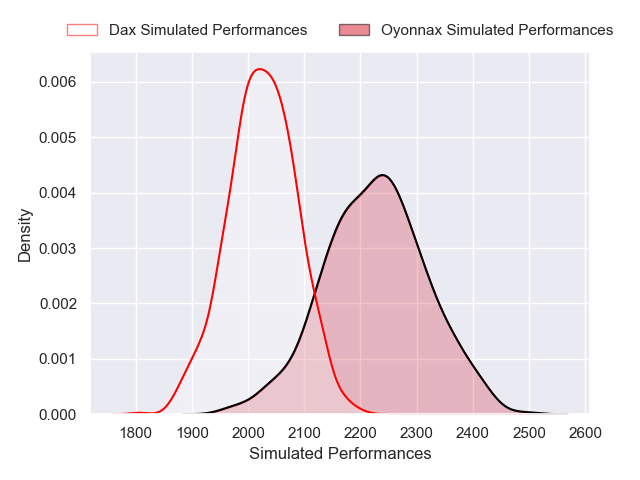 Dax Simulated Performances
Oyonnax Simulated Performances
Density
0.006
0.005
0.004
0.003
0.002
0.001
0.000
1800 1900 2000 2100 2200 2300 2400 2500 2600
Simulated Performances